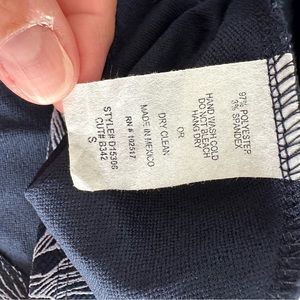 97% POLYESTER
3% SPANDEX
HAND WASH COLD
DO NOT BLEACH
HANG DRY
OR
DRY CLEAN
MADE IN MEXICO
RN # 102517
STYLE# D15306
CUT# B342
S